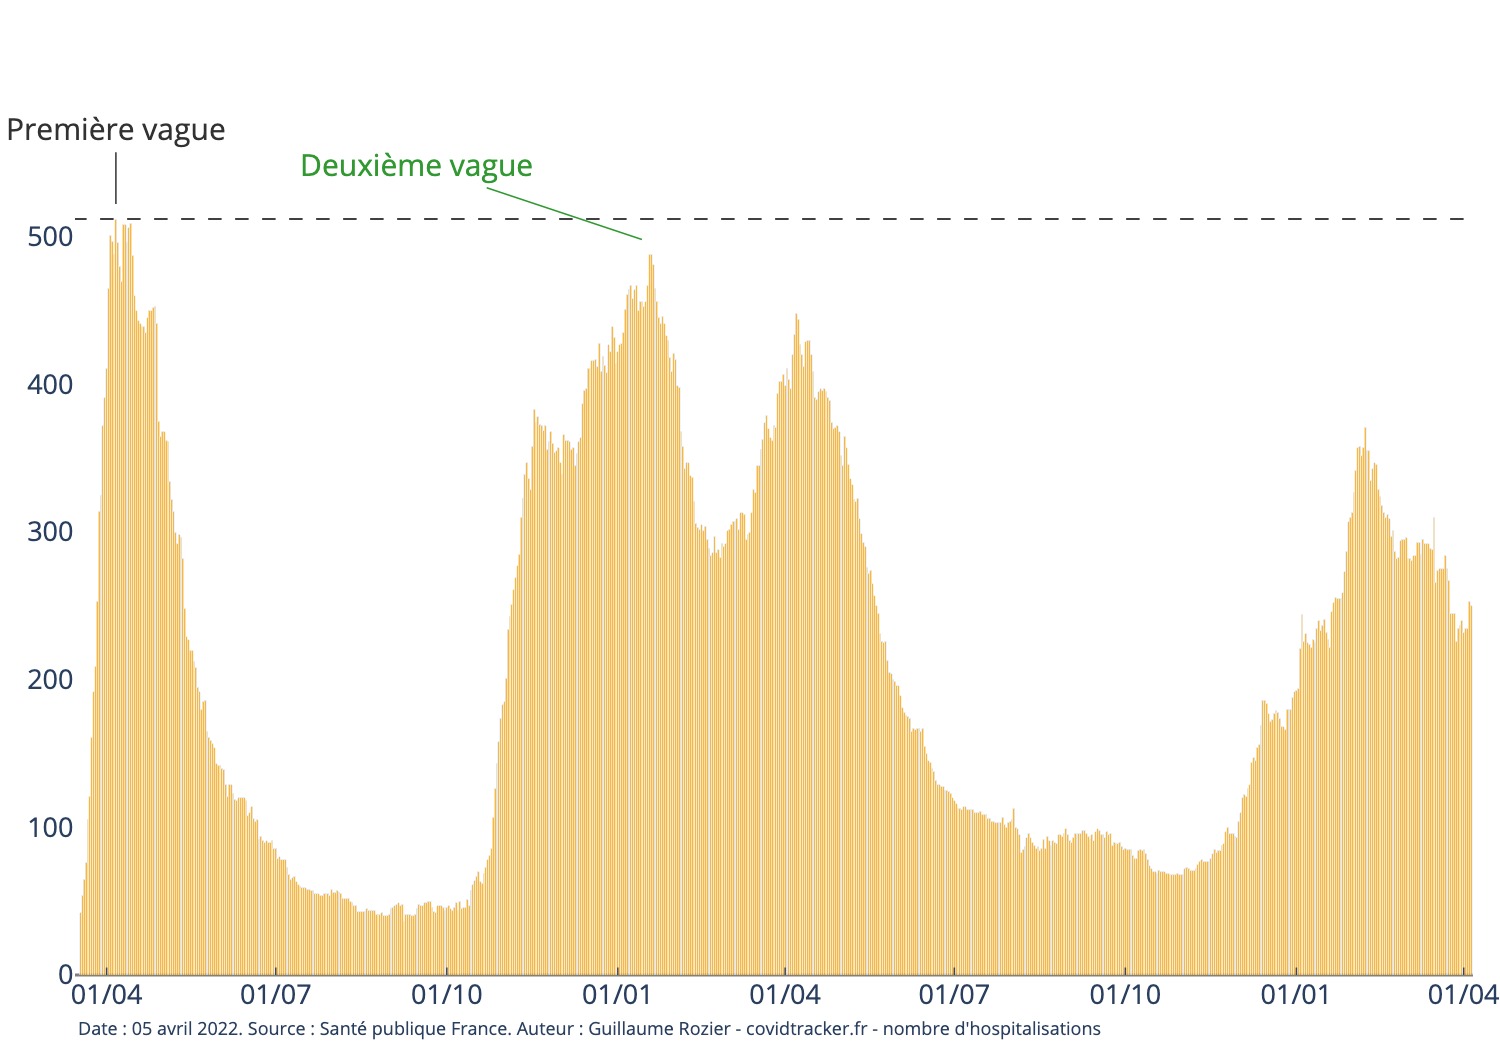 Première vague
Deuxième vague
500
400
300
200
100
0
01/04 01/07 01/10 01/01 01/04 01/07 01/10 01/01 01/04
Date : 05 avril 2022. Source : Santé publique France. Auteur : Guillaume Rozier - covidtracker.fr - nombre d'hospitalisations